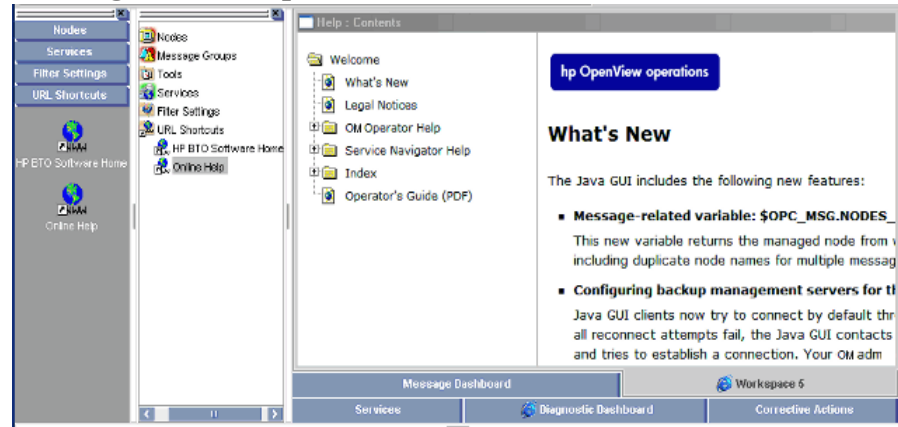 Nodes
Services
Filter Settings
URL Shortcuts
HP BTO Software Home
Online Help
Nodes
Message Groups
Tools
Services
Filter Settings
URL Shortcuts
HP BTO Software Home
Online Help
Help : Contents
Welcome
What's New
Legal Notices
OM Operator Help
Service Navigator Help
Index
Operator's Guide (PDF)
hp OpenView operations
What's New
The Java GUI includes the following new features:
Message-related variable: $OPC_MSG.NODES_
This new variable returns the managed node from
including duplicate node names for multiple messag
Configuring backup management servers for th
Java GUI clients now try to connect by default thr
all reconnect attempts fail, the Java GUI contacts
and tries to establish a connection. Your OM adm
Message Dashboard
Workspace 6
Services
Diagnostic Dashboard
Corrective Actions